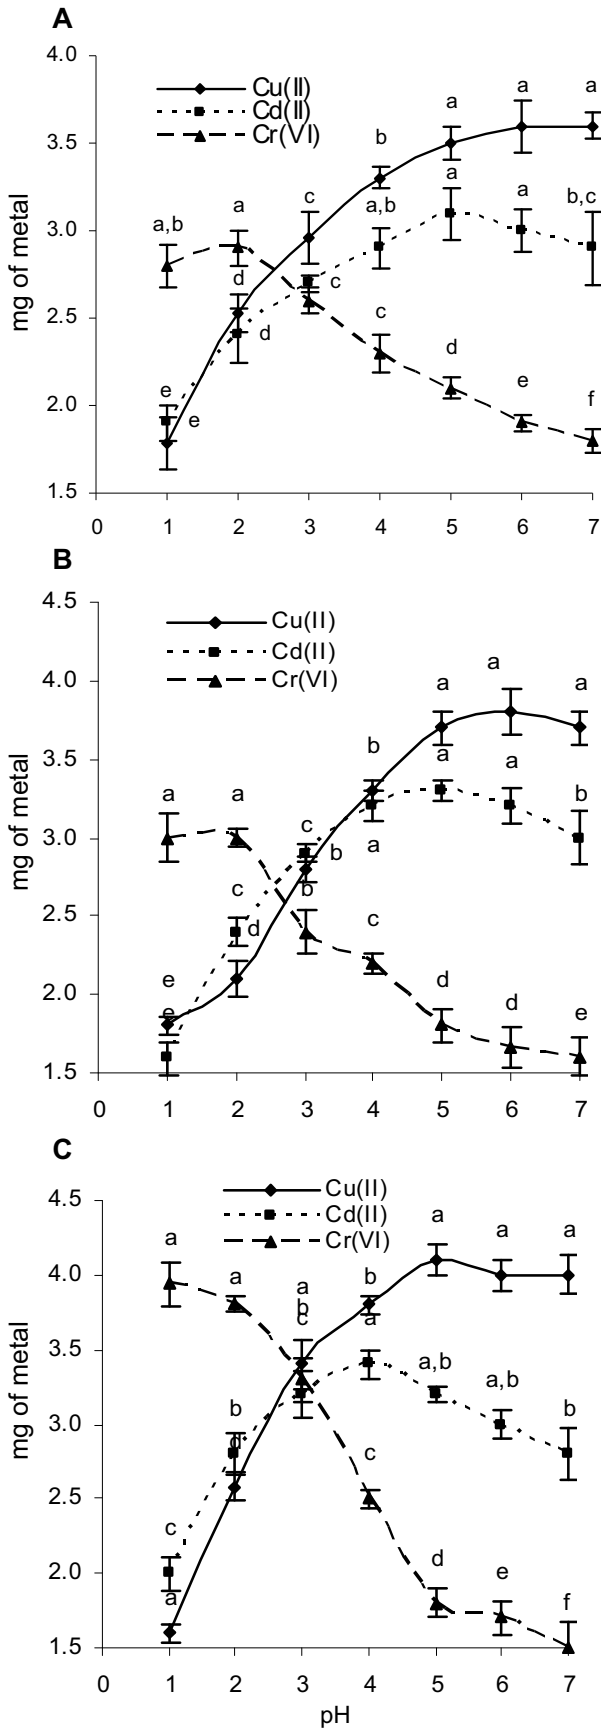 A
4.0
Cu(II)
Cd(II)
Cr(VI)
a
a
a
3.5
b
a
c
a,b
a
b,c
a,b
a
3.0
mg of metal
d
c
c
d
2.5
d
e
e
e
f
2.0
1.5
0 1 2 3 4 5 6 7
B
4.5
Cu(II)
Cd(II)
Cr(VI)
a
a
a
4.0
b
a
a
3.5
a
a
b
c
b
a
3.0
mg of metal
c
b
d
c
2.5
e
d
d
e
e
2.0
1.5
0 1 2 3 4 5 6 7
C
Cu(II)
Cd(II)
Cr(VI)
4.5
a
a
a
a
a
a
b
b
4.0
c
a
3.5
a,b
a,b
b
b
3.0
mg of metal
d
c
2.5
c
d
e
f
2.0
a
1.5
0 1 2 3 4 5 6 7
pH